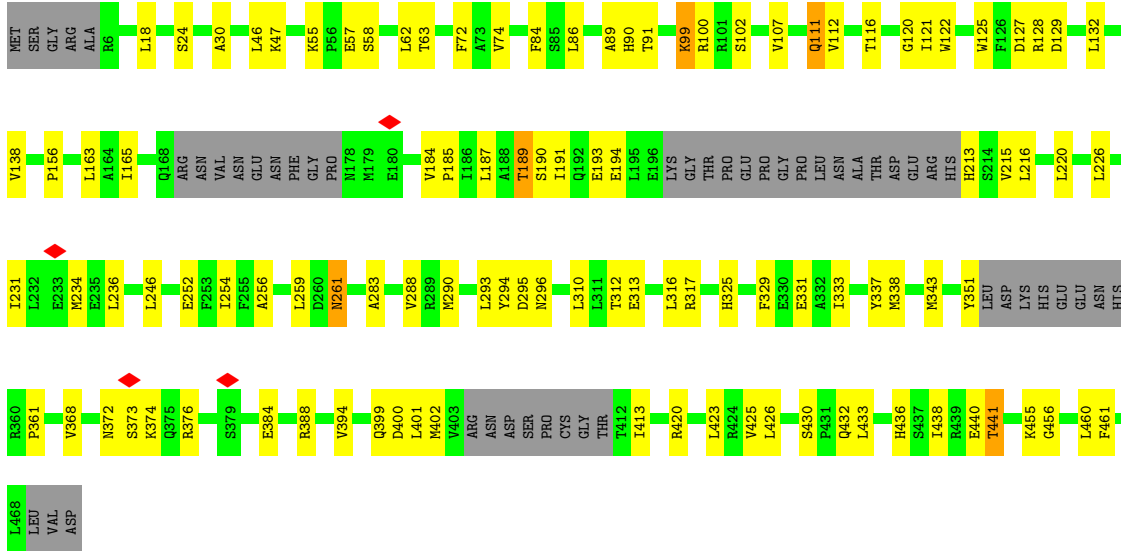 MET SER GLY ARG ALA R6 L18 S24 A30 L46 K47 K55 P56 E57 S58 L62 T63 F72 A73 V74 F84 S85 L86 A89 H90 T91 K99 R100 R101 S102 V107 Q111 V112 T116 G120 I121 W122 W125 F126 D127 R128 D129 L132
V138 P156 L163 A164 I165 Q168 ARG ASN VAL ASN GLU ASN PHE GLY PRO N178 M179 E180 V184 P185 I186 L187 A188 T189 S190 I191 Q192 E193 E194 L195 E196 LYS GLY THR PRO GLU PRO GLY PRO LEU ASN ALA THR ASP GLU ARG HIS H213 S214 V215 L216 L220 L226
I231 L232 E233 M234 E235 L236 L246 E252 F253 I254 F255 A256 L259 D260 N261 A283 V288 R289 M290 L293 Y294 D295 N296 L310 L311 T312 E313 L316 R317 H325 F329 E330 E331 A332 I333 Y337 M338 M343 Y351 LEU ASP LYS HIS GLU GLU ASN HIS
R360 P361 V368 N372 S373 K374 Q375 R376 S379 E384 R388 V394 Q399 D400 L401 M402 V403 ARG ASN ASP SER PRO CYS GLY THR T412 I413 R420 L423 R424 V425 L426 S430 P431 Q432 L433 H436 S437 I438 R439 E440 T441 K455 G456 L460 F461
L468 LEU VAL ASP